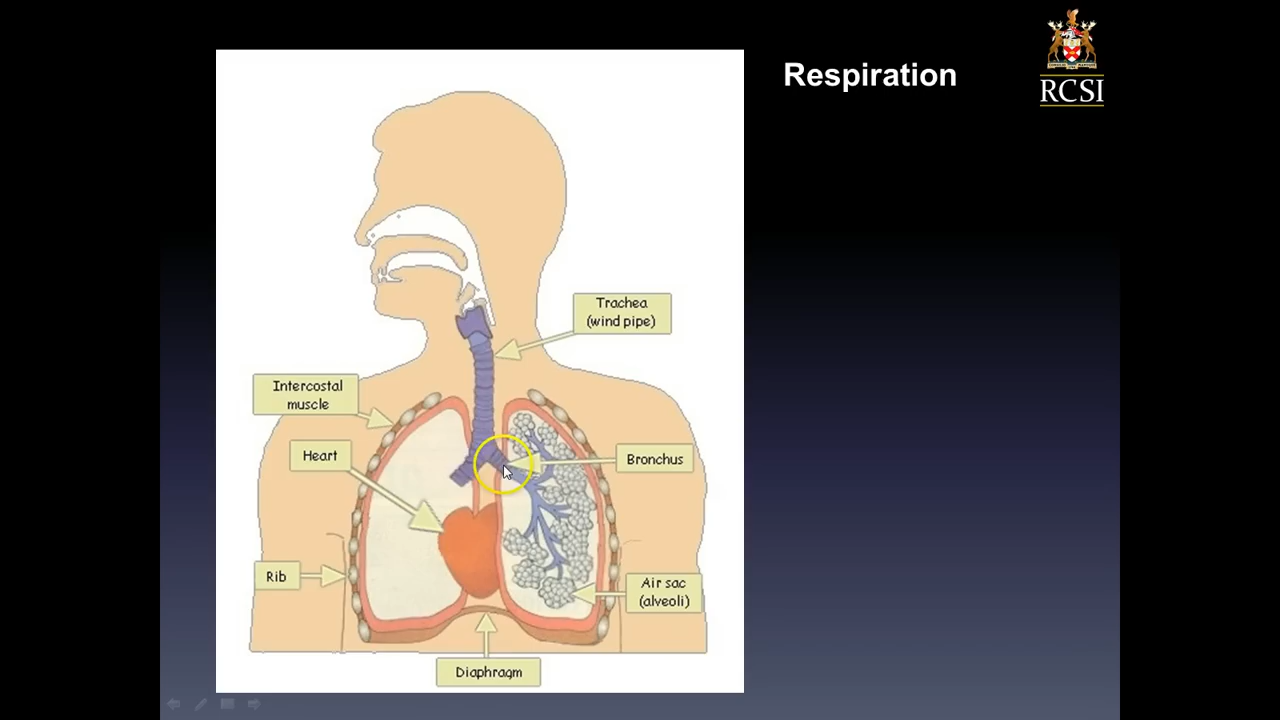 Respiration
RCSI
Trachea
(wind pipe)
Intercostal
muscle
Heart
Bronchus
Rib
Air sac
(alveoli)
Diaphragm